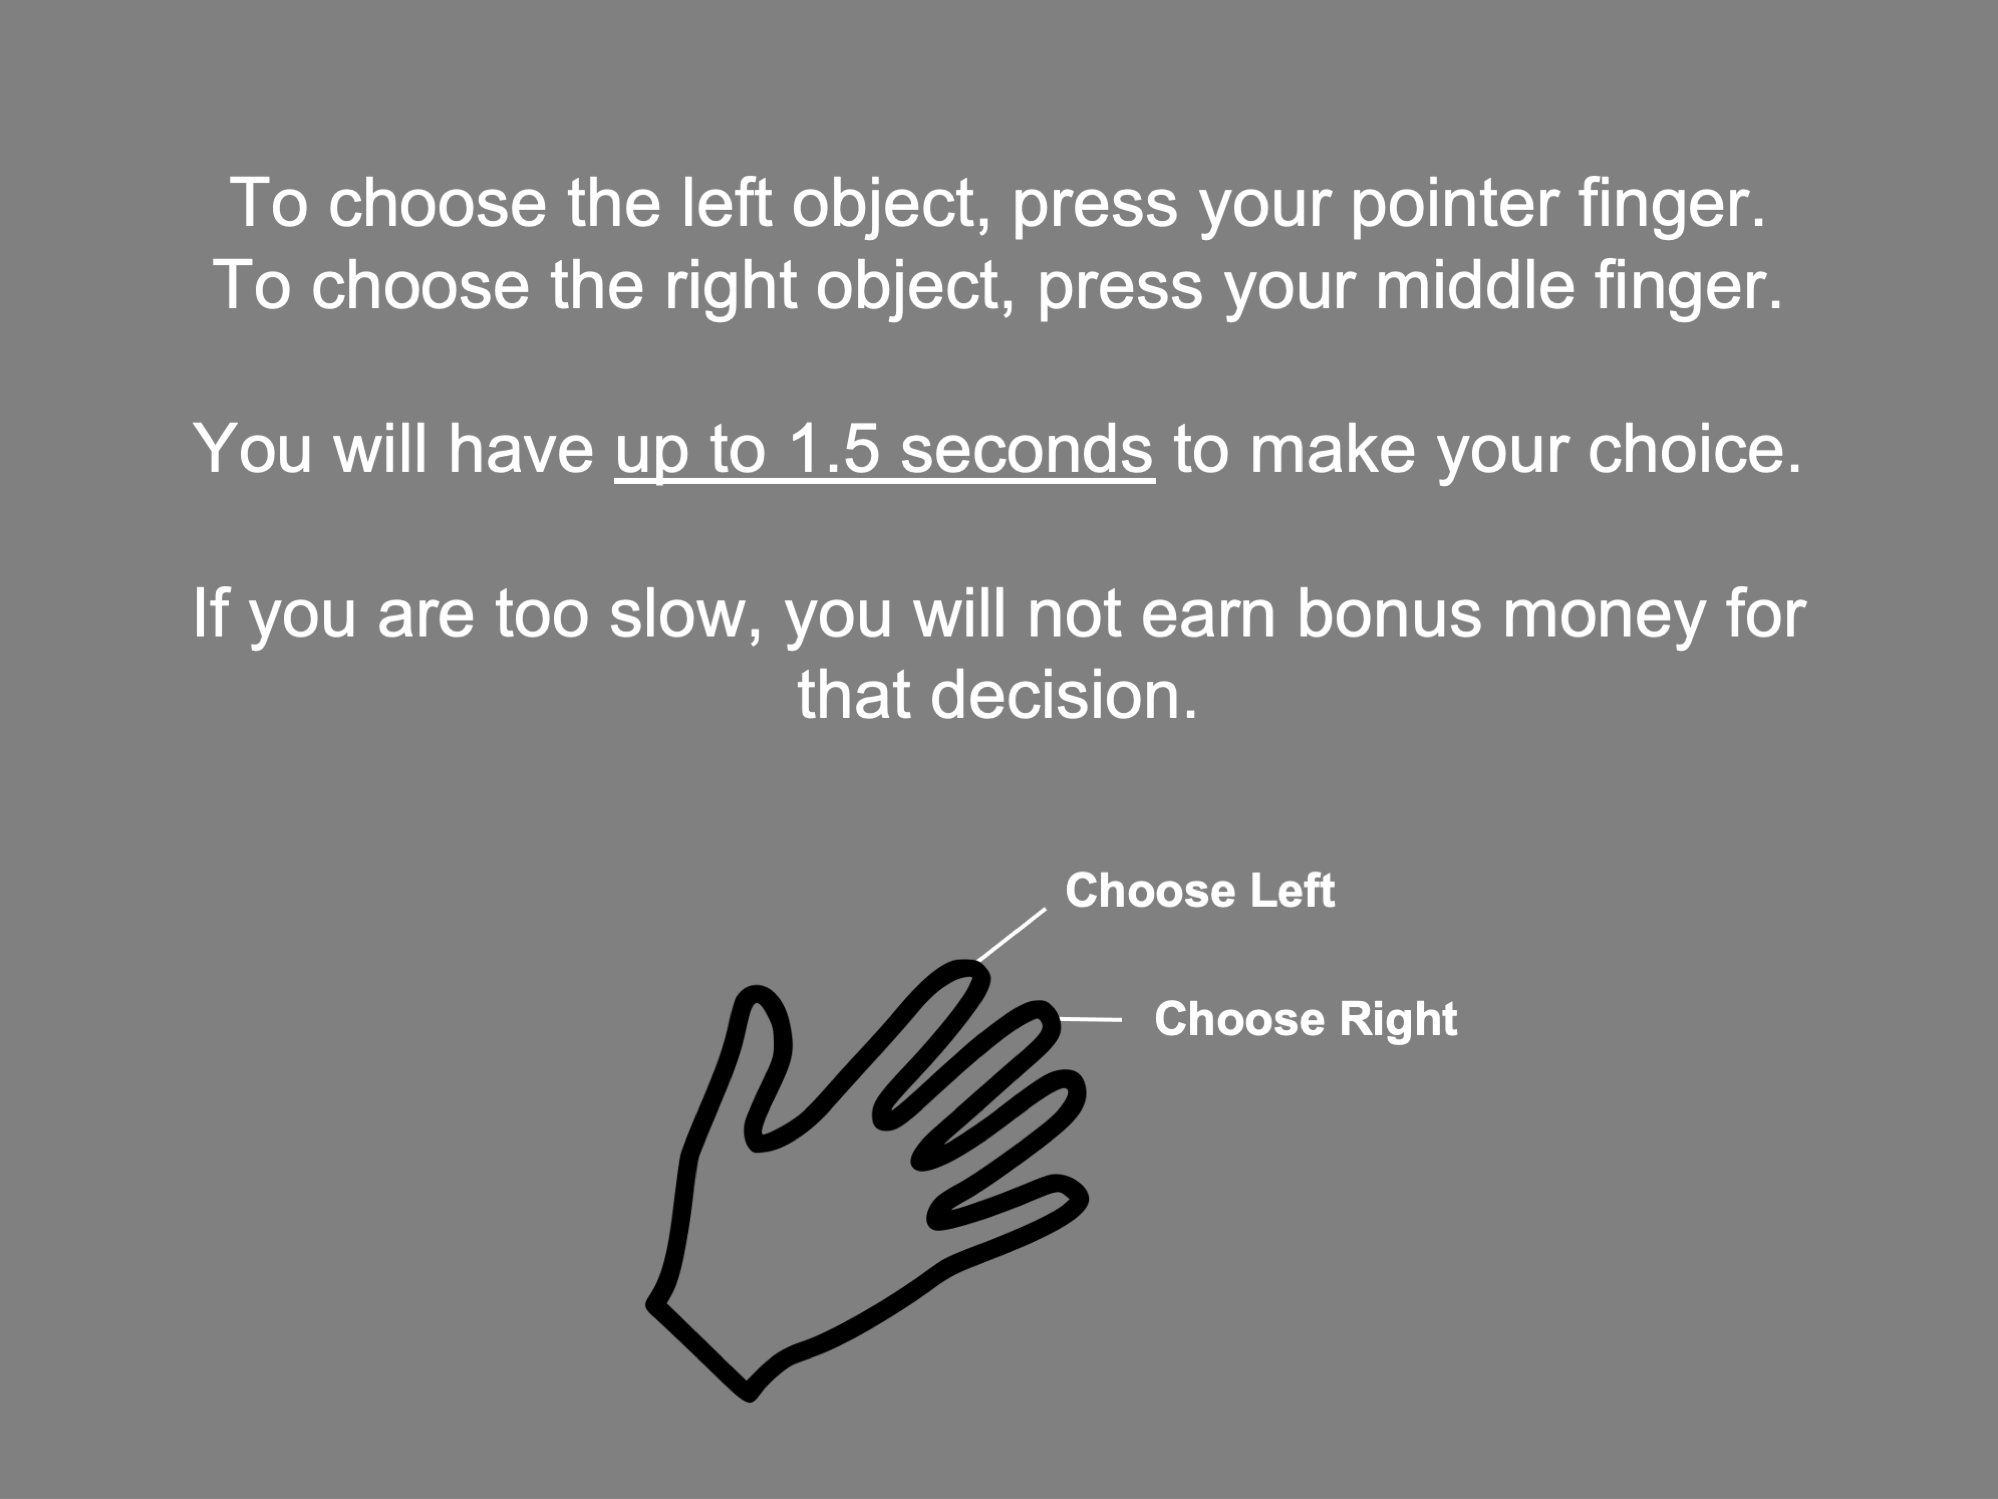 To choose the left object, press your pointer finger.
To choose the right object, press your middle finger.
You will have up to 1.5 seconds to make your choice.
If you are too slow, you will not earn bonus money for
that decision.
Choose Left
Choose Right